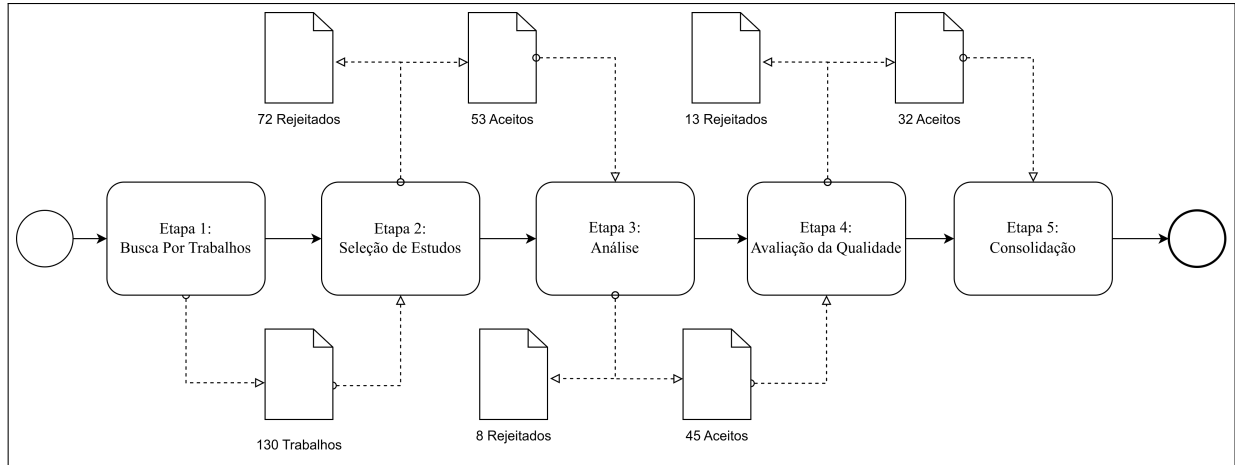 72 Rejeitados
53 Aceitos
13 Rejeitados
32 Aceitos
Etapa 1:
Busca Por Trabalhos
Etapa 2:
Seleção de Estudos
Etapa 3:
Análise
Etapa 4:
Avaliação da Qualidade
Etapa 5:
Consolidação
130 Trabalhos
8 Rejeitados
45 Aceitos